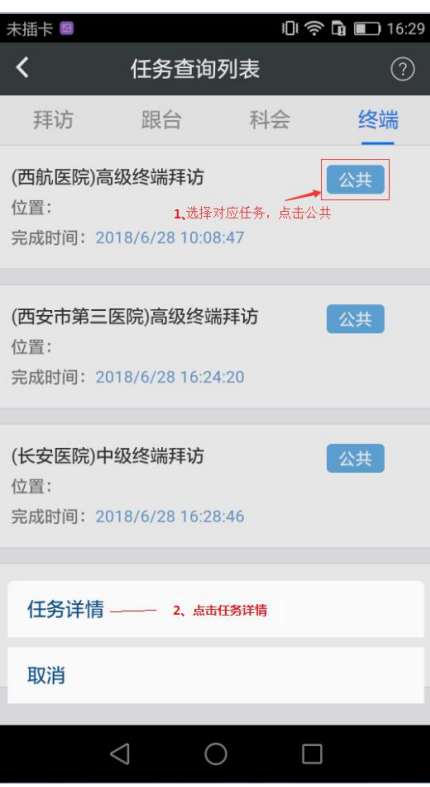 未插卡 16:29
任务查询列表 ?
拜访 跟台 科会 终端
(西航医院)高级终端拜访 公共
位置：
1、选择对应任务，点击公共
完成时间：2018/6/28 10:08:47
(西安市第三医院)高级终端拜访 公共
位置：
完成时间：2018/6/28 16:24:20
(长安医院)中级终端拜访 公共
位置：
完成时间：2018/6/28 16:28:46
任务详情 2、点击任务详情
取消